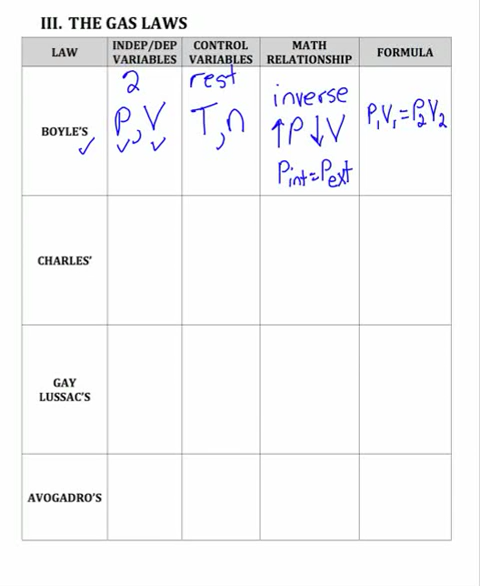 III. THE GAS LAWS
LAW
INDEP/DEP
VARIABLES
CONTROL
VARIABLES
MATH
RELATIONSHIP
FORMULA
BOYLE'S ✓
2
P, V
✓ ✓
rest
T, n
inverse
↑P ↓V
Pint=Pext
P₁V₁=P₂V₂
CHARLES'
GAY
LUSSAC'S
AVOGADRO'S